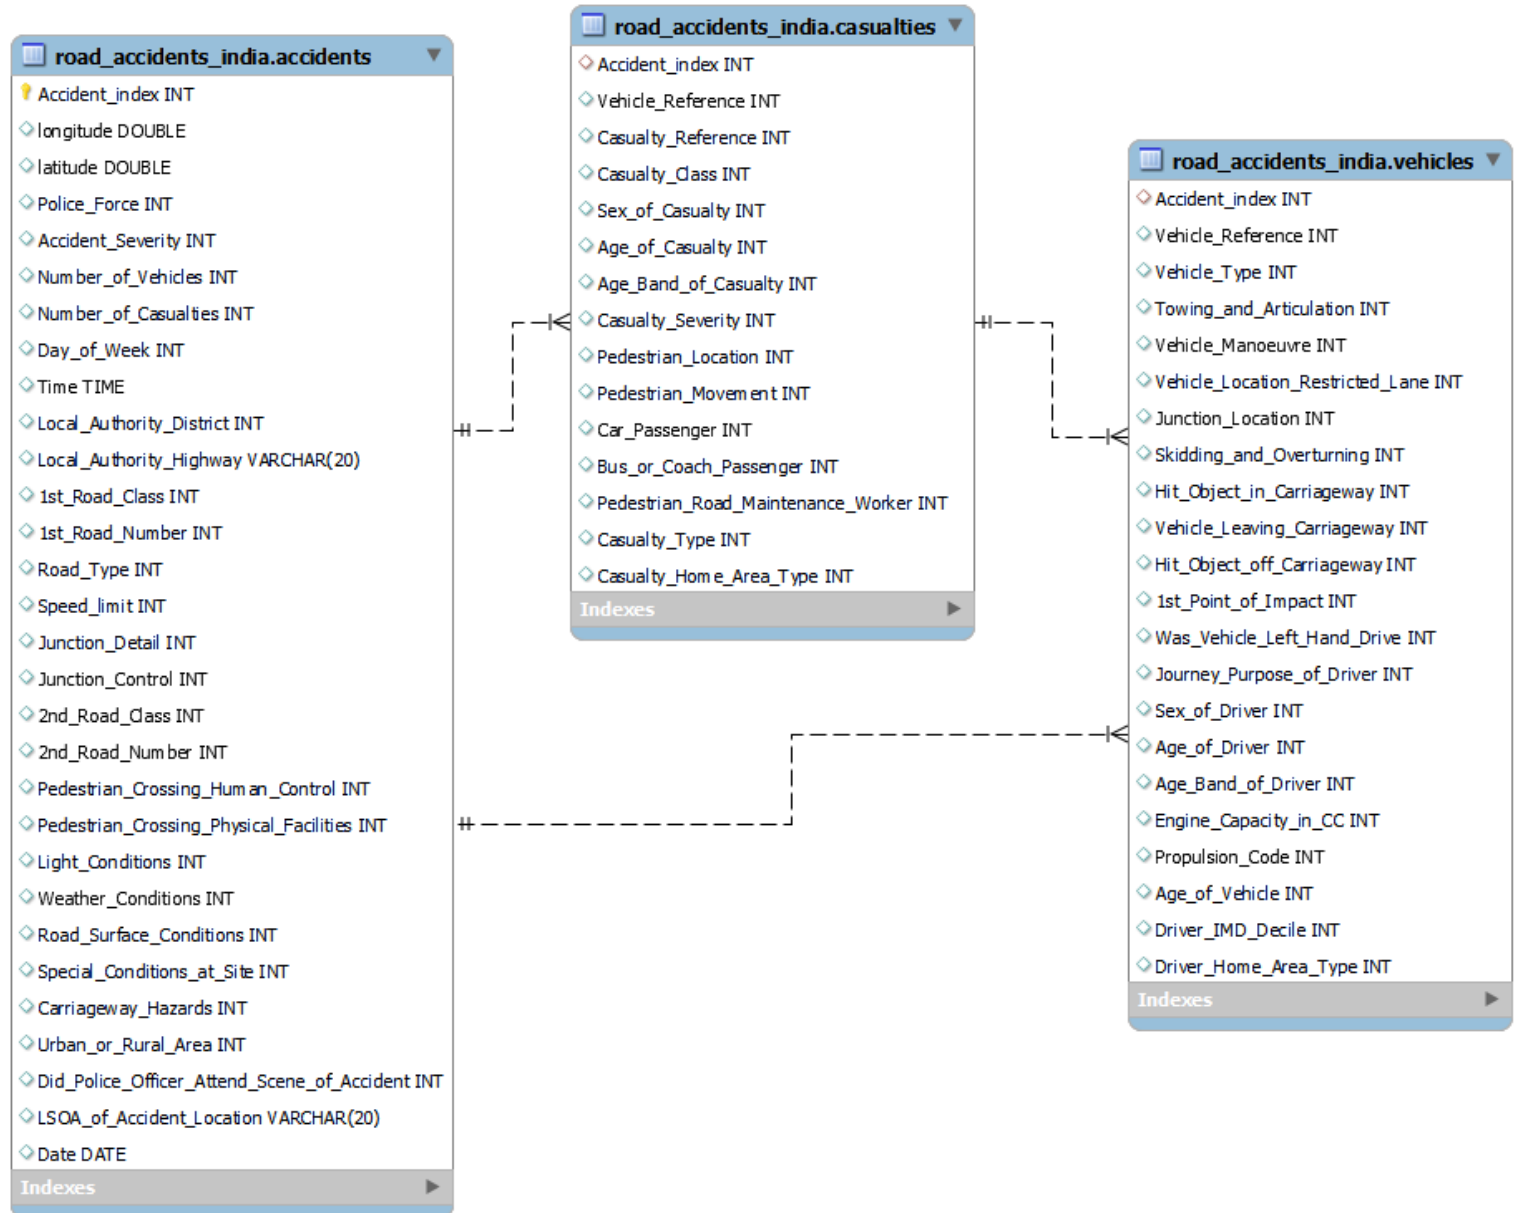 road_accidents_india.accidents
Accident_index INT
longitude DOUBLE
latitude DOUBLE
Police_Force INT
Accident_Severity INT
Number_of_Vehicles INT
Number_of_Casualties INT
Day_of_Week INT
Time TIME
Local_Authority_District INT
Local_Authority_Highway VARCHAR(20)
1st_Road_Class INT
1st_Road_Number INT
Road_Type INT
Speed_limit INT
Junction_Detail INT
Junction_Control INT
2nd_Road_Class INT
2nd_Road_Number INT
Pedestrian_Crossing_Human_Control INT
Pedestrian_Crossing_Physical_Facilities INT
Light_Conditions INT
Weather_Conditions INT
Road_Surface_Conditions INT
Special_Conditions_at_Site INT
Carriageway_Hazards INT
Urban_or_Rural_Area INT
Did_Police_Officer_Attend_Scene_of_Accident INT
LSOA_of_Accident_Location VARCHAR(20)
Date DATE
Indexes
road_accidents_india.casualties
Accident_index INT
Vehicle_Reference INT
Casualty_Reference INT
Casualty_Class INT
Sex_of_Casualty INT
Age_of_Casualty INT
Age_Band_of_Casualty INT
Casualty_Severity INT
Pedestrian_Location INT
Pedestrian_Movement INT
Car_Passenger INT
Bus_or_Coach_Passenger INT
Pedestrian_Road_Maintenance_Worker INT
Casualty_Type INT
Casualty_Home_Area_Type INT
Indexes
road_accidents_india.vehicles
Accident_index INT
Vehicle_Reference INT
Vehicle_Type INT
Towing_and_Articulation INT
Vehicle_Manoeuvre INT
Vehicle_Location_Restricted_Lane INT
Junction_Location INT
Skidding_and_Overturning INT
Hit_Object_in_Carriageway INT
Vehicle_Leaving_Carriageway INT
Hit_Object_off_Carriageway INT
1st_Point_of_Impact INT
Was_Vehicle_Left_Hand_Drive INT
Journey_Purpose_of_Driver INT
Sex_of_Driver INT
Age_of_Driver INT
Age_Band_of_Driver INT
Engine_Capacity_in_CC INT
Propulsion_Code INT
Age_of_Vehicle INT
Driver_IMD_Decile INT
Driver_Home_Area_Type INT
Indexes